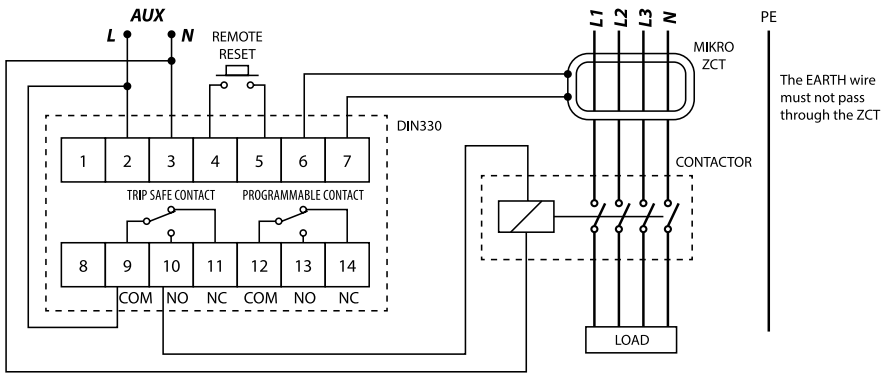 AUX
L N
REMOTE
RESET
L1 L2 L3 N
PE
MIKRO
ZCT
The EARTH wire
must not pass
through the ZCT
DIN330
1 2 3 4 5 6 7
CONTACTOR
TRIP SAFE CONTACT PROGRAMMABLE CONTACT
8 9 10 11 12 13 14
COM NO NC COM NO NC
LOAD